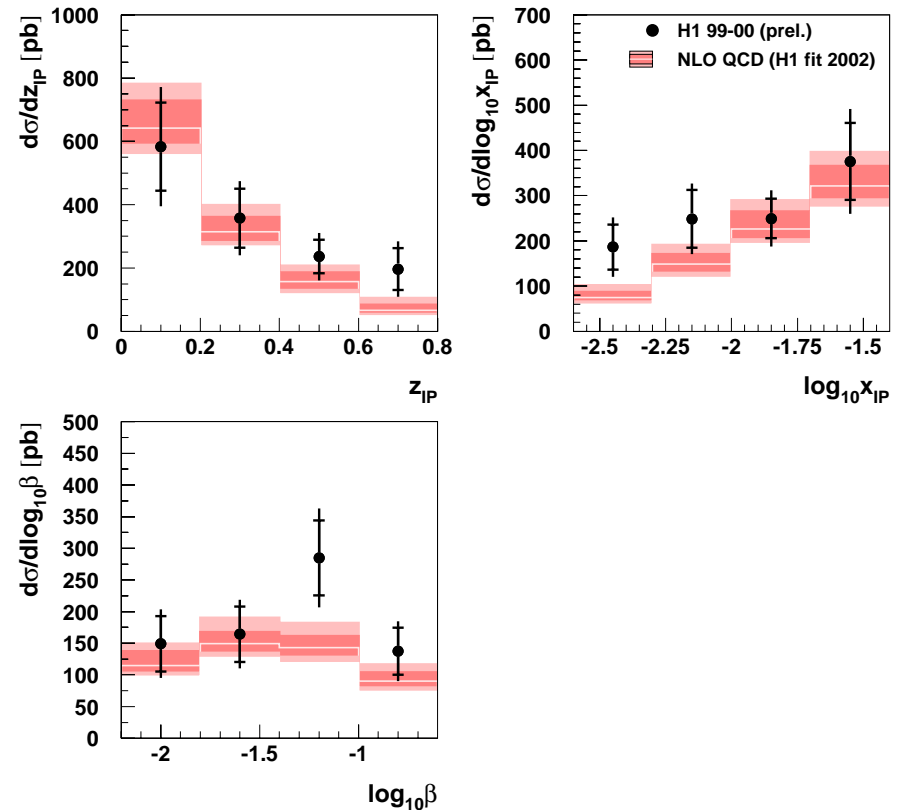 dσ/dz_IP [pb]
1000
800
600
400
200
0
0 0.2 0.4 0.6 0.8
z_IP
dσ/dlog₁₀x_IP [pb]
H1 99-00 (prel.)
NLO QCD (H1 fit 2002)
700
600
500
400
300
200
100
0
-2.5 -2.25 -2 -1.75 -1.5
log₁₀x_IP
dσ/dlog₁₀β [pb]
500
450
400
350
300
250
200
150
100
50
0
-2 -1.5 -1
log₁₀β